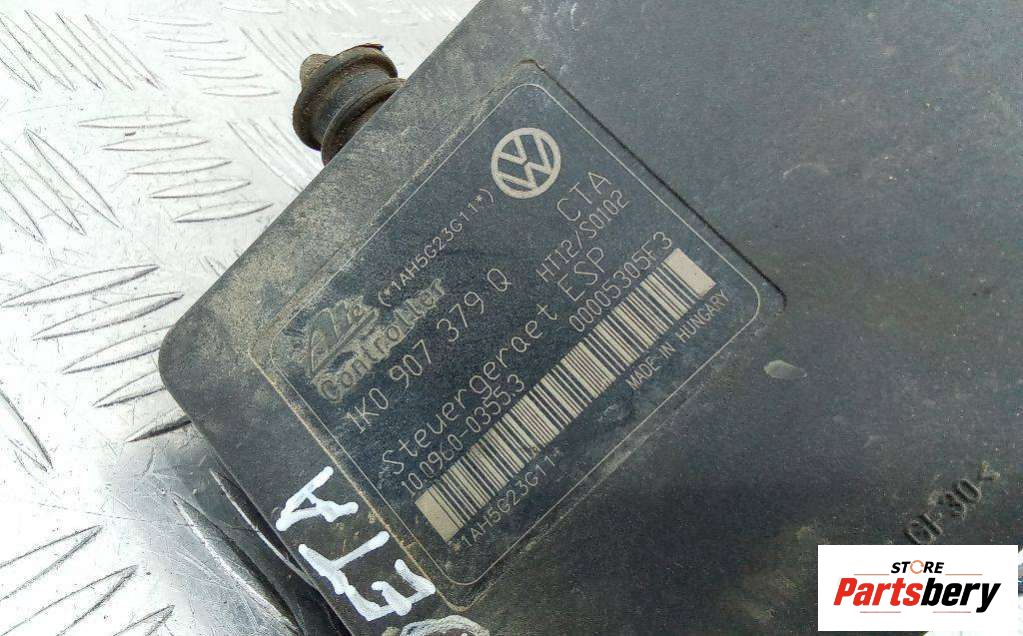 Ate (*1AH5G23G11*)
Controller
1K0 907 379 Q CTA
H112/S0102
Steuergeraet ESP
10.0960-0355.3 00005305F3
*1AH5G23G11*
MADE IN HUNGARY
STORE
Partsbery